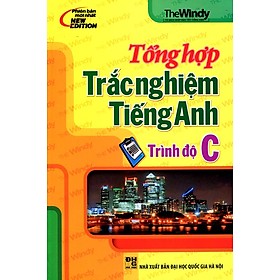 Phiên bản
mới nhất
NEW
EDITION
TheWindy
Tổng hợp
Trắc nghiệm
Tiếng Anh
Trình độ C
NHÀ XUẤT BẢN ĐẠI HỌC QUỐC GIA HÀ NỘI